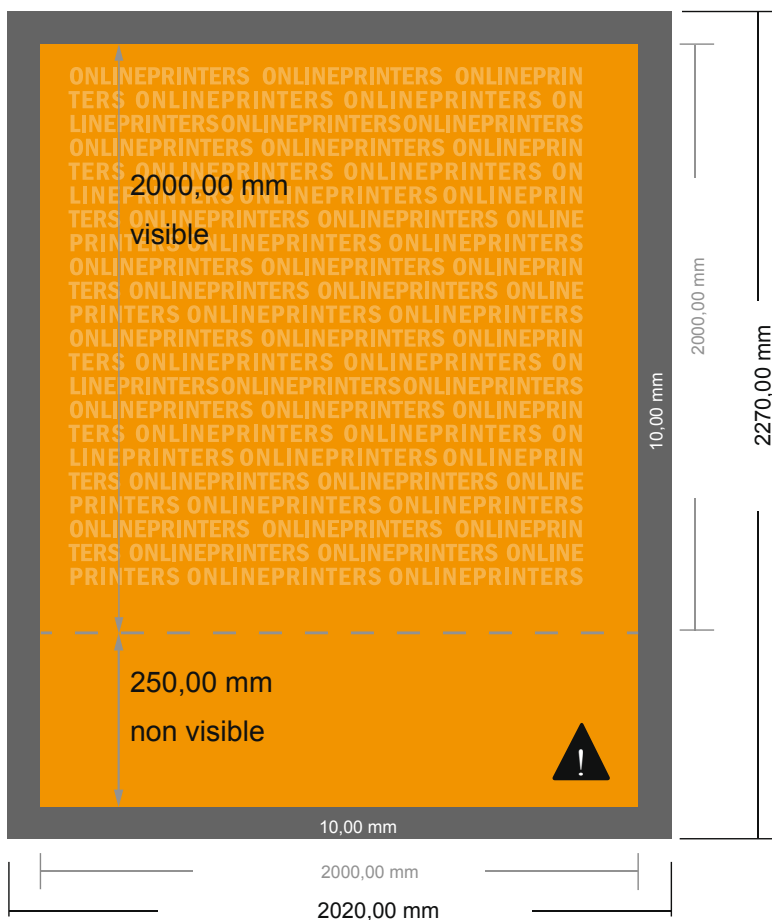 ONLINEPRINTERS ONLINEPRINTERS ONLINEPRIN
TERS ONLINEPRINTERS ONLINEPRINTERS ON
LINEPRINTERSONLINEPRINTERSONLINEPRINTERS
ONLINEPRINTERS ONLINEPRINTERS ONLINEPRIN
TERS ONLINEPRINTERS ONLINEPRINTERS ON
2000,00 mm
LINEPRINTERS ONLINEPRINTERS ONLINEPRIN
TERS ONLINEPRINTERS ONLINEPRINTERS ONLINE
visible
PRINTERS ONLINEPRINTERS ONLINEPRINTERS
ONLINEPRINTERS ONLINEPRINTERS ONLINEPRIN
TERS ONLINEPRINTERS ONLINEPRINTERS ONLINE
PRINTERS ONLINEPRINTERS ONLINEPRINTERS
ONLINEPRINTERS ONLINEPRINTERS ONLINEPRIN
TERS ONLINEPRINTERS ONLINEPRINTERS ON
LINEPRINTERSONLINEPRINTERSONLINEPRINTERS
ONLINEPRINTERS ONLINEPRINTERS ONLINEPRIN
TERS ONLINEPRINTERS ONLINEPRINTERS ON
LINEPRINTERS ONLINEPRINTERS ONLINEPRIN
TERS ONLINEPRINTERS ONLINEPRINTERS ONLINE
PRINTERS ONLINEPRINTERS ONLINEPRINTERS
ONLINEPRINTERS ONLINEPRINTERS ONLINEPRIN
TERS ONLINEPRINTERS ONLINEPRINTERS ONLINE
PRINTERS ONLINEPRINTERS ONLINEPRINTERS
10,00 mm
2000,00 mm
2270,00 mm
250,00 mm
non visible
!
10,00 mm
2000,00 mm
2020,00 mm